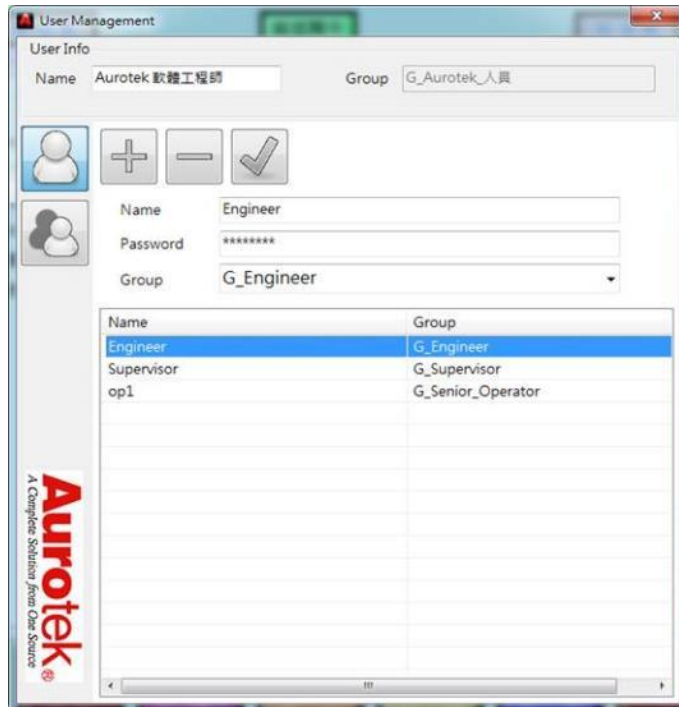 User Management
User Info
Name Aurotek 軟體工程師 Group G_Aurotek_人員
Name Engineer
Password ********
Group G_Engineer
Name Group
Engineer G_Engineer
Supervisor G_Supervisor
op1 G_Senior_Operator
Aurotek®
A Complete Solution from One Source